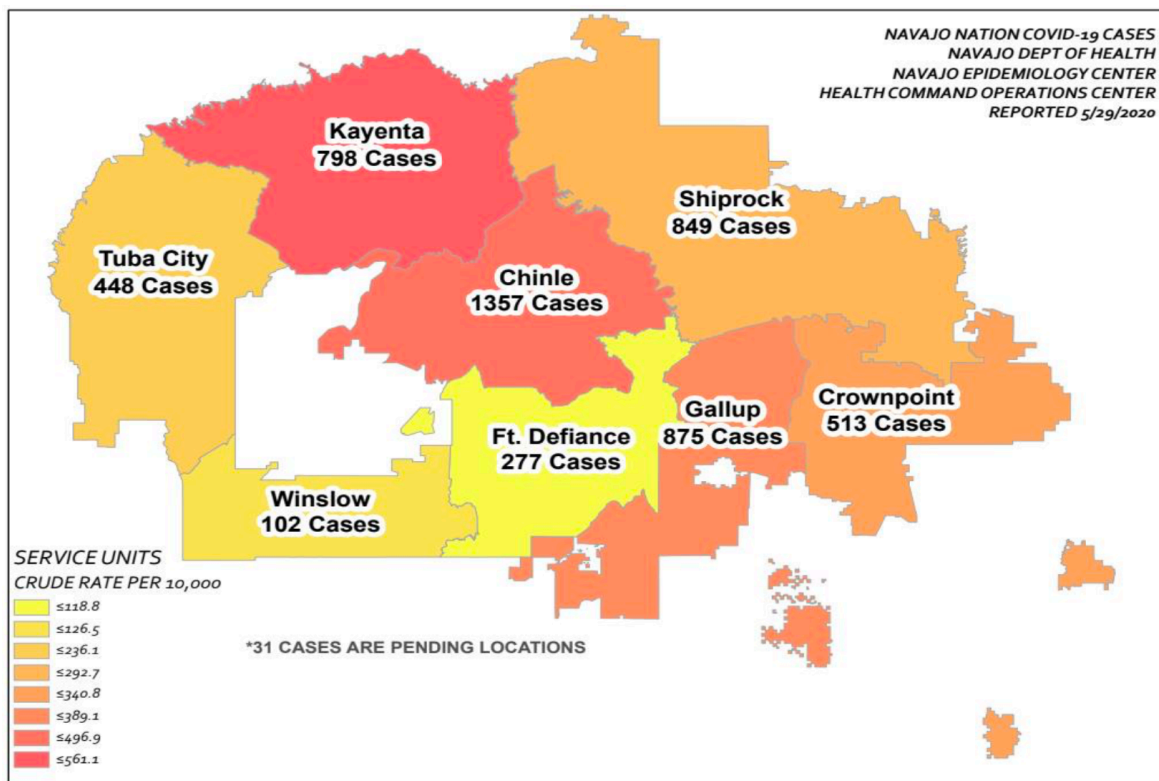 NAVAJO NATION COVID-19 CASES
NAVAJO DEPT OF HEALTH
NAVAJO EPIDEMIOLOGY CENTER
HEALTH COMMAND OPERATIONS CENTER
REPORTED 5/29/2020
Kayenta
798 Cases
Shiprock
849 Cases
Tuba City
448 Cases
Chinle
1357 Cases
Gallup
875 Cases
Crownpoint
513 Cases
Ft. Defiance
277 Cases
Winslow
102 Cases
SERVICE UNITS
CRUDE RATE PER 10,000
≤118.8
≤126.5
≤236.1
≤292.7
≤340.8
≤389.1
≤496.9
≤561.1
*31 CASES ARE PENDING LOCATIONS